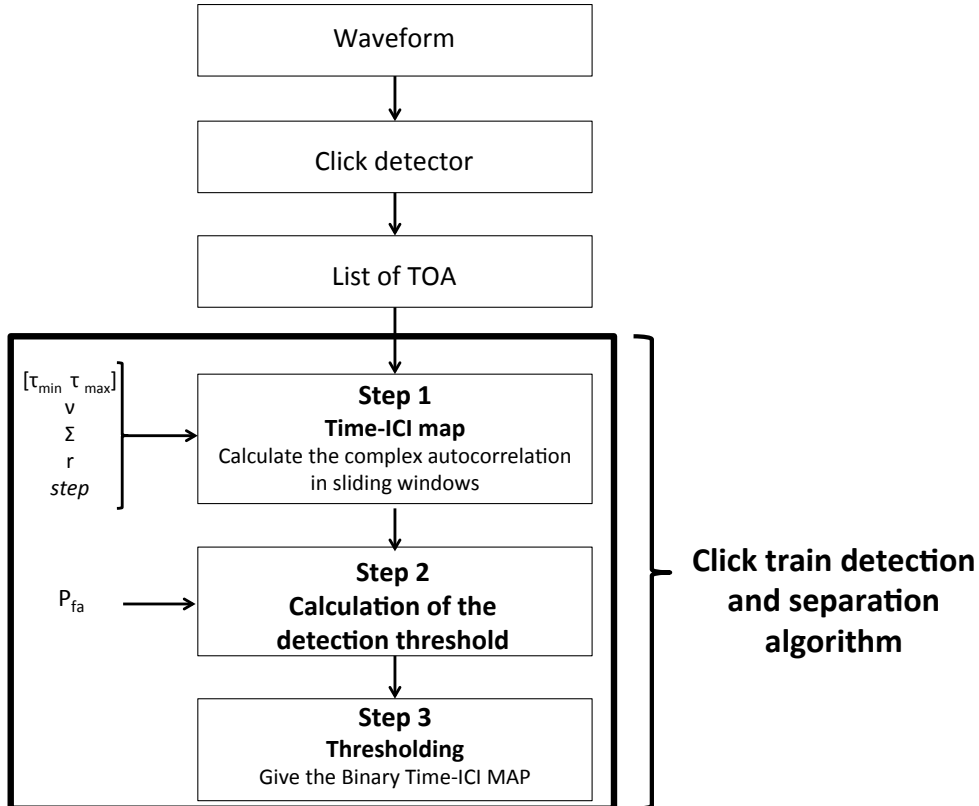 Waveform
Click detector
List of TOA
[τmin τ max]
ν
Σ
r
step
Step 1
Time-ICI map
Calculate the complex autocorrelation
in sliding windows
Pfa
Step 2
Calculation of the
detection threshold
Step 3
Thresholding
Give the Binary Time-ICI MAP
Click train detection
and separation
algorithm